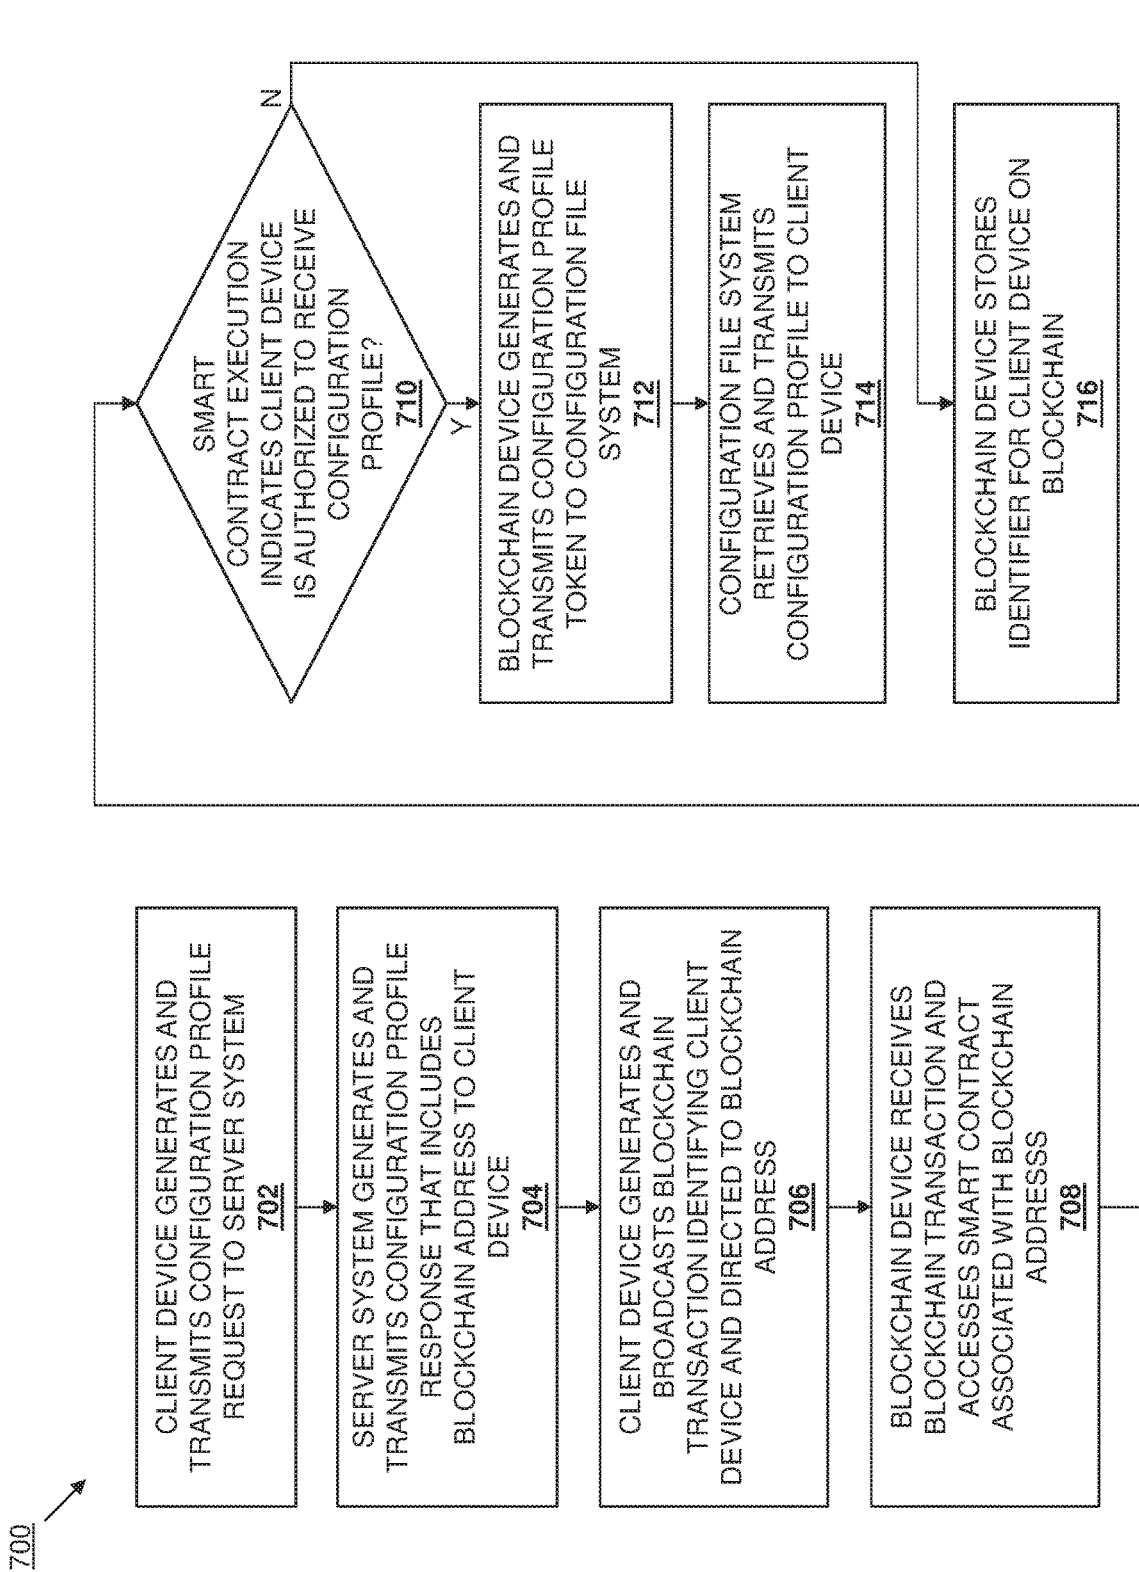 700
CLIENT DEVICE GENERATES AND
TRANSMITS CONFIGURATION PROFILE
REQUEST TO SERVER SYSTEM
702
SERVER SYSTEM GENERATES AND
TRANSMITS CONFIGURATION PROFILE
RESPONSE THAT INCLUDES
BLOCKCHAIN ADDRESS TO CLIENT
DEVICE
704
CLIENT DEVICE GENERATES AND
BROADCASTS BLOCKCHAIN
TRANSACTION IDENTIFYING CLIENT
DEVICE AND DIRECTED TO BLOCKCHAIN
ADDRESS
706
BLOCKCHAIN DEVICE RECEIVES
BLOCKCHAIN TRANSACTION AND
ACCESSES SMART CONTRACT
ASSOCIATED WITH BLOCKCHAIN
ADDRESSS
708
SMART
CONTRACT EXECUTION
INDICATES CLIENT DEVICE
IS AUTHORIZED TO RECEIVE
CONFIGURATION
PROFILE?
710
N
Y
BLOCKCHAIN DEVICE GENERATES AND
TRANSMITS CONFIGURATION PROFILE
TOKEN TO CONFIGURATION FILE
SYSTEM
712
CONFIGURATION FILE SYSTEM
RETRIEVES AND TRANSMITS
CONFIGURATION PROFILE TO CLIENT
DEVICE
714
BLOCKCHAIN DEVICE STORES
IDENTIFIER FOR CLIENT DEVICE ON
BLOCKCHAIN
716